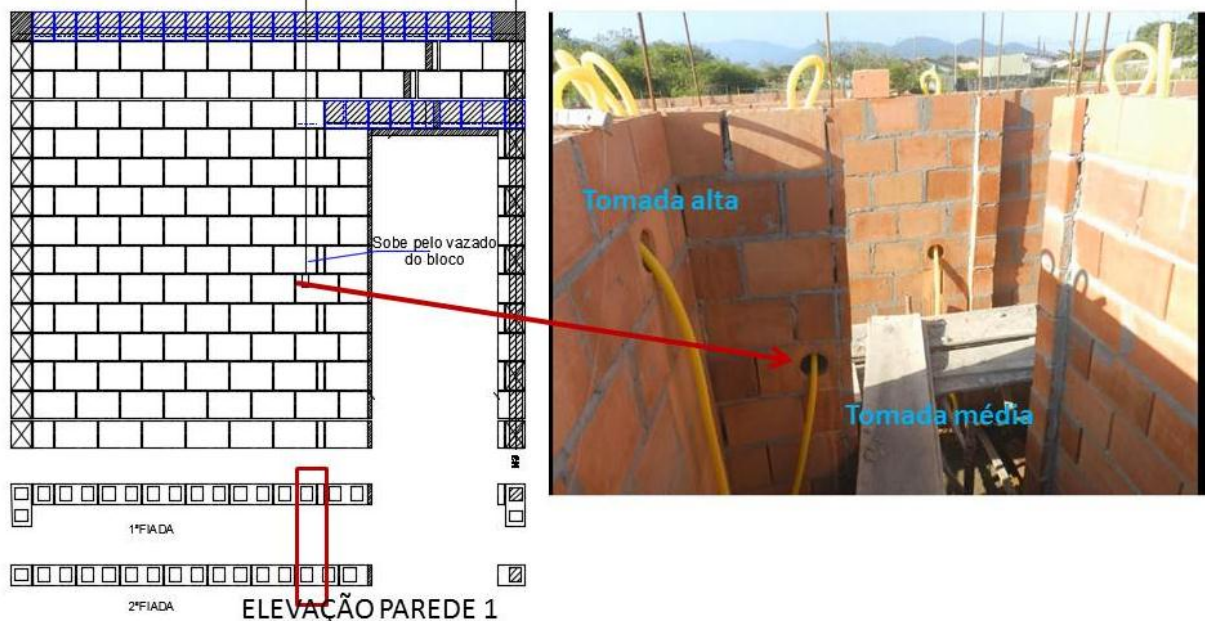 Sobe pelo vazado
do bloco
1ªFIADA
2ªFIADA
ELEVAÇÃO PAREDE 1
Tomada alta
Tomada média